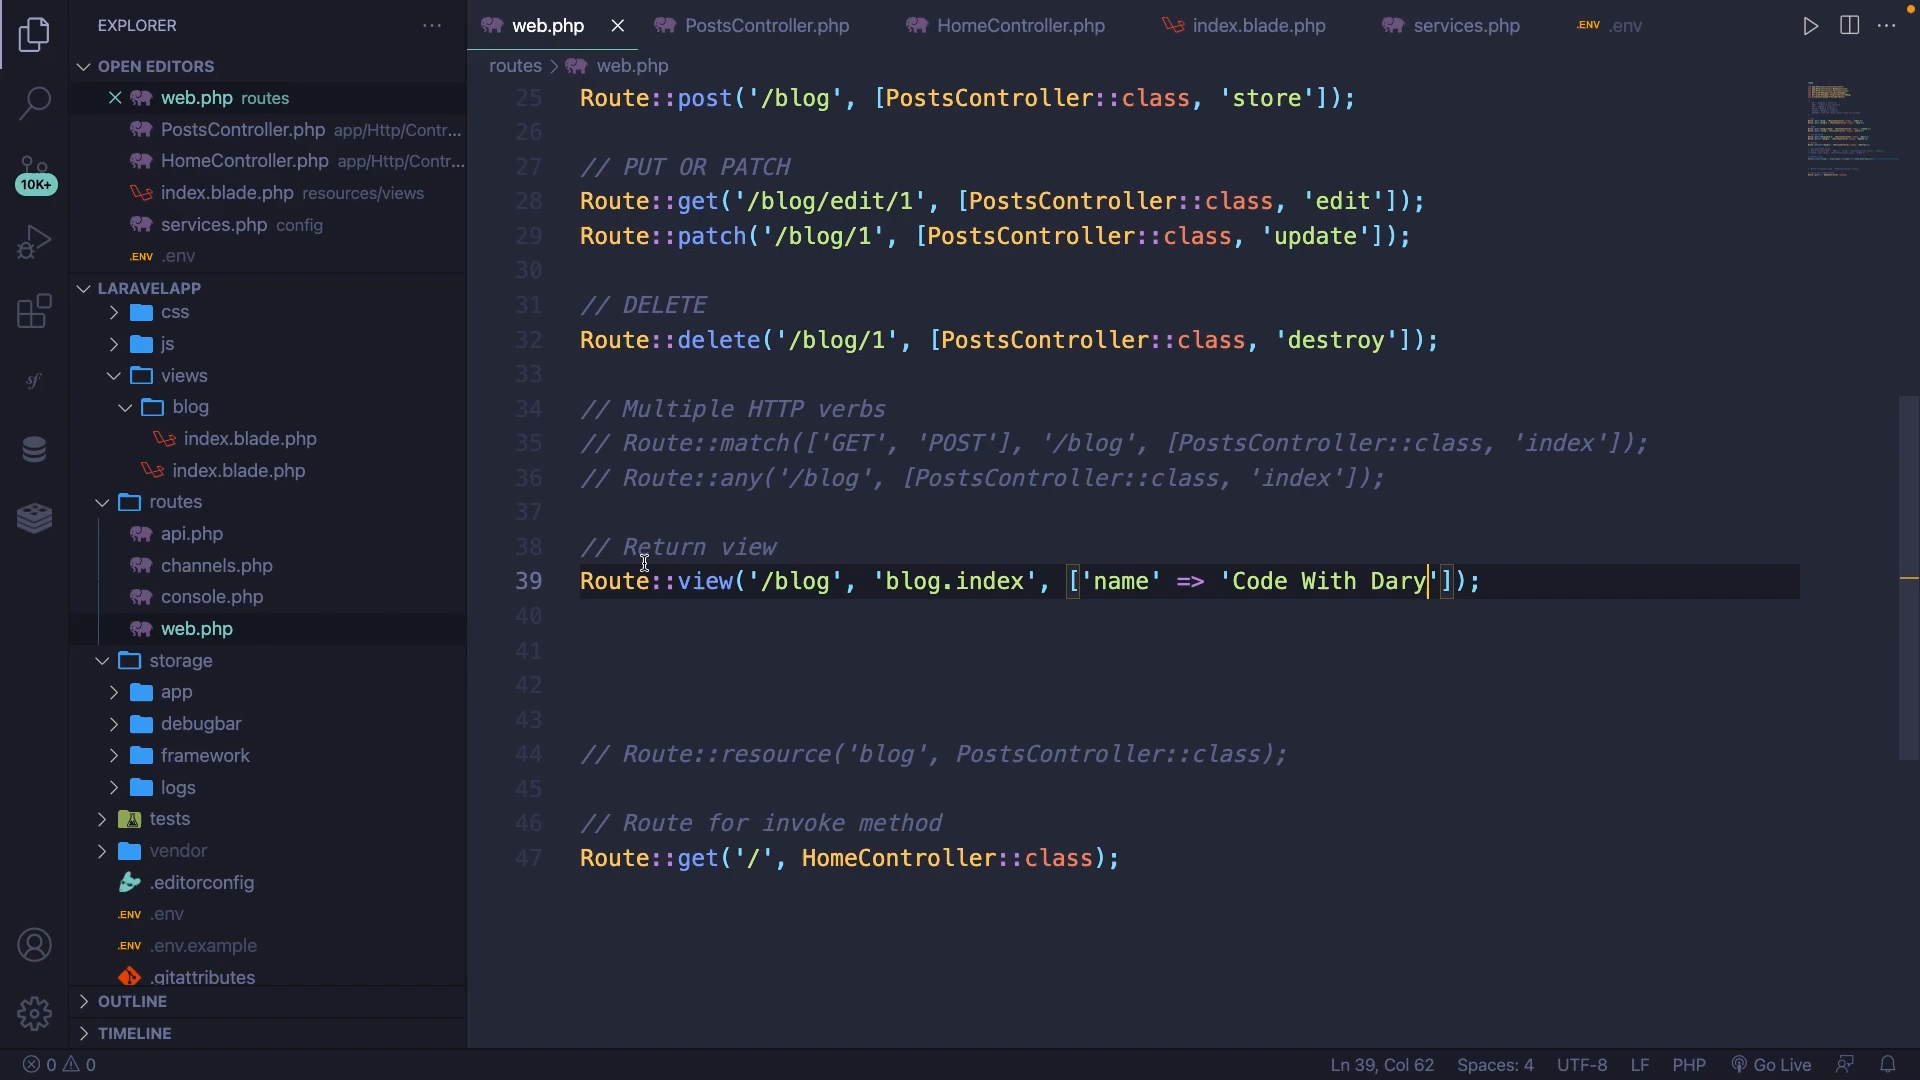 EXPLORER
web.php
PostsController.php
HomeController.php
index.blade.php
services.php
.ENV .env
OPEN EDITORS
web.php routes
PostsController.php app/Http/Contr...
HomeController.php app/Http/Contr...
index.blade.php resources/views
services.php config
.ENV .env
LARAVELAPP
css
js
views
blog
index.blade.php
index.blade.php
routes
api.php
channels.php
console.php
web.php
storage
app
debugbar
framework
logs
tests
vendor
.editorconfig
.ENV .env
.ENV .env.example
.gitattributes
OUTLINE
TIMELINE
10K+
sf
routes > web.php
25 Route::post('/blog', [PostsController::class, 'store']);
26
27 // PUT OR PATCH
28 Route::get('/blog/edit/1', [PostsController::class, 'edit']);
29 Route::patch('/blog/1', [PostsController::class, 'update']);
30
31 // DELETE
32 Route::delete('/blog/1', [PostsController::class, 'destroy']);
33
34 // Multiple HTTP verbs
35 // Route::match(['GET', 'POST'], '/blog', [PostsController::class, 'index']);
36 // Route::any('/blog', [PostsController::class, 'index']);
37
38 // Return view
39 Route::view('/blog', 'blog.index', ['name' => 'Code With Dary']);
40
41
42
43
44 // Route::resource('blog', PostsController::class);
45
46 // Route for invoke method
47 Route::get('/', HomeController::class);
0 0
Ln 39, Col 62
Spaces: 4
UTF-8
LF
PHP
Go Live